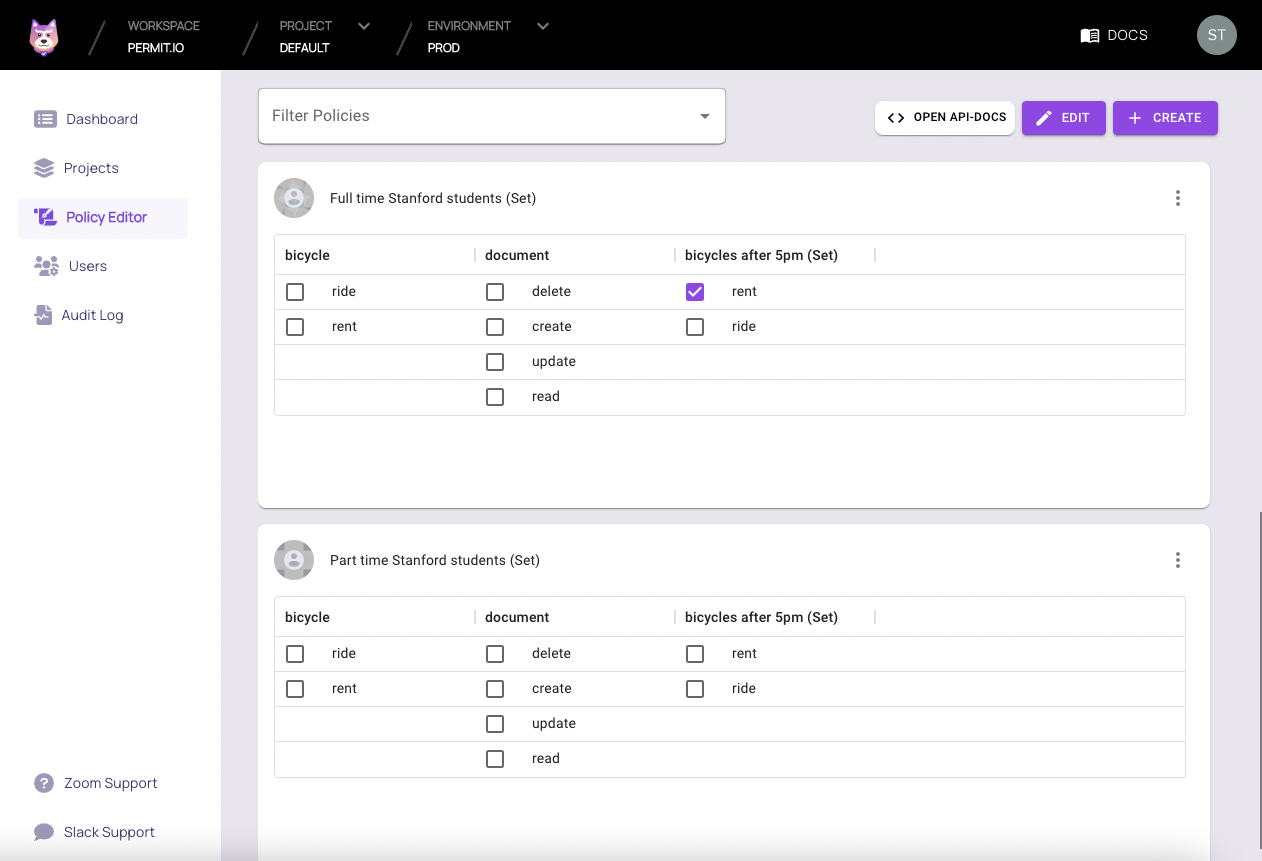 WORKSPACE PROJECT ENVIRONMENT
PERMIT.IO DEFAULT PROD
DOCS
ST
Dashboard
Projects
Policy Editor
Users
Audit Log
Zoom Support
Slack Support
Filter Policies
OPEN API-DOCS EDIT CREATE
Full time Stanford students (Set)
bicycle document bicycles after 5pm (Set)
ride delete rent
rent create ride
update
read
Part time Stanford students (Set)
bicycle document bicycles after 5pm (Set)
ride delete rent
rent create ride
update
read